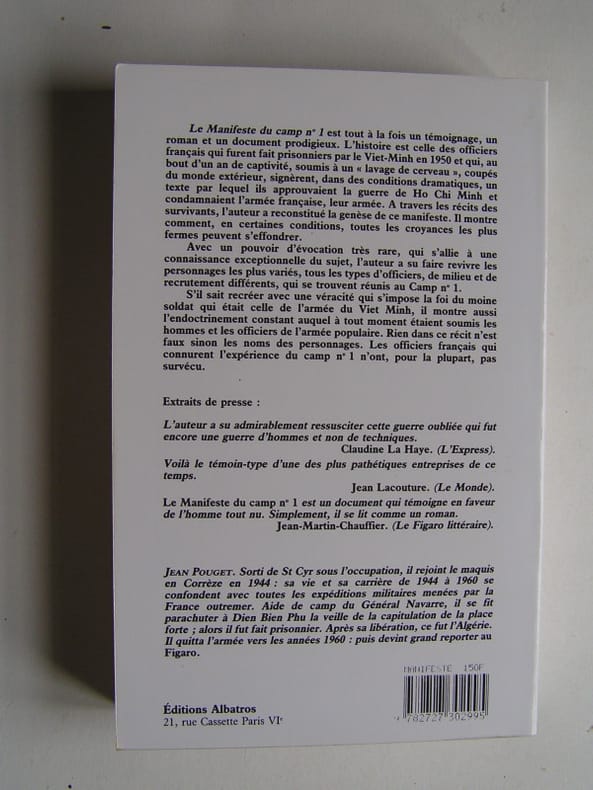 Le Manifeste du camp n° 1 est tout à la fois un témoignage, un
roman et un document prodigieux. L'histoire est celle des officiers
français qui furent fait prisonniers par le Viet-Minh en 1950 et qui, au
bout d'un an de captivité, soumis à un « lavage de cerveau », coupés
du monde extérieur, signèrent, dans des conditions dramatiques, un
texte par lequel ils approuvaient la guerre de Ho Chi Minh et
condamnaient l'armée française, leur armée. A travers les récits des
survivants, l'auteur a reconstitué la genèse de ce manifeste. Il montre
comment, en certaines conditions, toutes les croyances les plus
fermes peuvent s'effondrer.
Avec un pouvoir d'évocation très rare, qui s'allie à une
connaissance exceptionnelle du sujet, l'auteur a su faire revivre les
personnages les plus variés, tous les types d'officiers, de milieu et de
recrutement différents, qui se trouvent réunis au Camp n° 1.
S'il sait recréer avec une véracité qui s'impose la foi du moine
soldat qui était celle de l'armée du Viet Minh, il montre aussi
l'endoctrinement constant auquel à tout moment étaient soumis les
hommes et les officiers de l'armée populaire. Rien dans ce récit n'est
faux sinon les noms des personnages. Les officiers français qui
connurent l'expérience du camp n° 1 n'ont, pour la plupart, pas
survécu.
Extraits de presse :
L'auteur a su admirablement ressusciter cette guerre oubliée qui fut
encore une guerre d'hommes et non de techniques.
Claudine La Haye. (L'Express).
Voilà le témoin-type d'une des plus pathétiques entreprises de ce
temps.
Jean Lacouture. (Le Monde).
Le Manifeste du camp n° 1 est un document qui témoigne en faveur
de l'homme tout nu. Simplement, il se lit comme un roman.
Jean-Martin-Chauffier. (Le Figaro littéraire).
JEAN POUGET. Sorti de St Cyr sous l'occupation, il rejoint le maquis
en Corrèze en 1944 : sa vie et sa carrière de 1944 à 1960 se
confondent avec toutes les expéditions militaires menées par la
France outremer. Aide de camp du Général Navarre, il se fit
parachuter à Dien Bien Phu la veille de la capitulation de la place
forte ; alors il fut fait prisonnier. Après sa libération, ce fut l'Algérie.
Il quitta l'armée vers les années 1960 : puis devint grand reporter au
Figaro.
MANIFESTE 150F
9 782727 302995
Éditions Albatros
21, rue Cassette Paris VIe